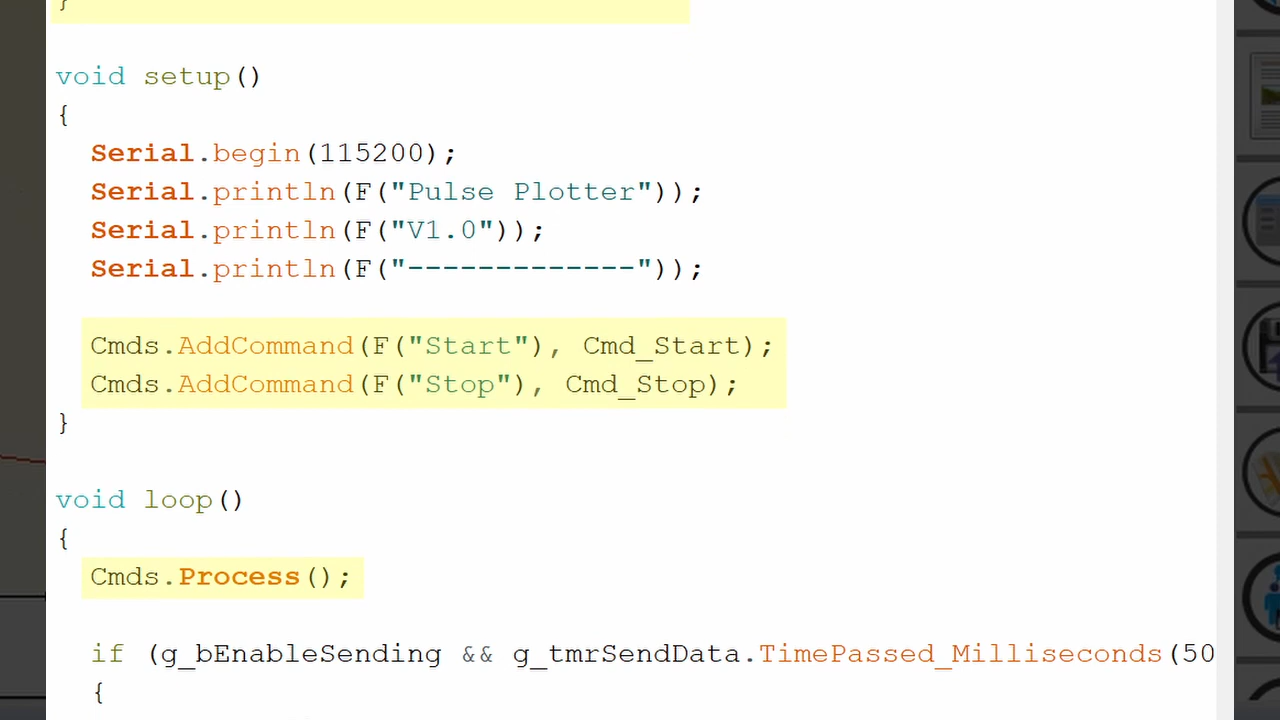 }
void setup()
{
Serial.begin(115200);
Serial.println(F("Pulse Plotter"));
Serial.println(F("V1.0"));
Serial.println(F("-------------"));
Cmds.AddCommand(F("Start"), Cmd_Start);
Cmds.AddCommand(F("Stop"), Cmd_Stop);
}
void loop()
{
Cmds.Process();
if (g_bEnableSending && g_tmrSendData.TimePassed_Milliseconds(50
{